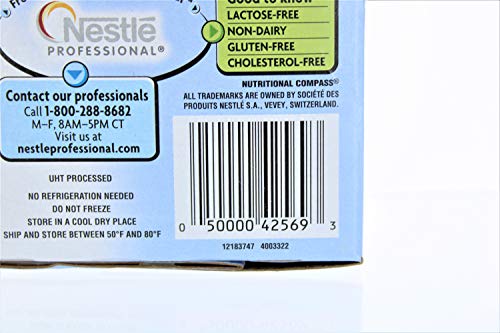 Good to know
LACTOSE-FREE
NON-DAIRY
GLUTEN-FREE
CHOLESTEROL-FREE
Nestlé
PROFESSIONAL®
NUTRITIONAL COMPASS®
ALL TRADEMARKS ARE OWNED BY SOCIÉTÉ DES
PRODUITS NESTLÉ S.A., VEVEY, SWITZERLAND.
Contact our professionals
Call 1-800-288-8682
M–F, 8AM–5PM CT
Visit us at
nestleprofessional.com
UHT PROCESSED
NO REFRIGERATION NEEDED
DO NOT FREEZE
STORE IN A COOL DRY PLACE
SHIP AND STORE BETWEEN 50°F AND 80°F
0 50000 42569 3
12183747 4003322